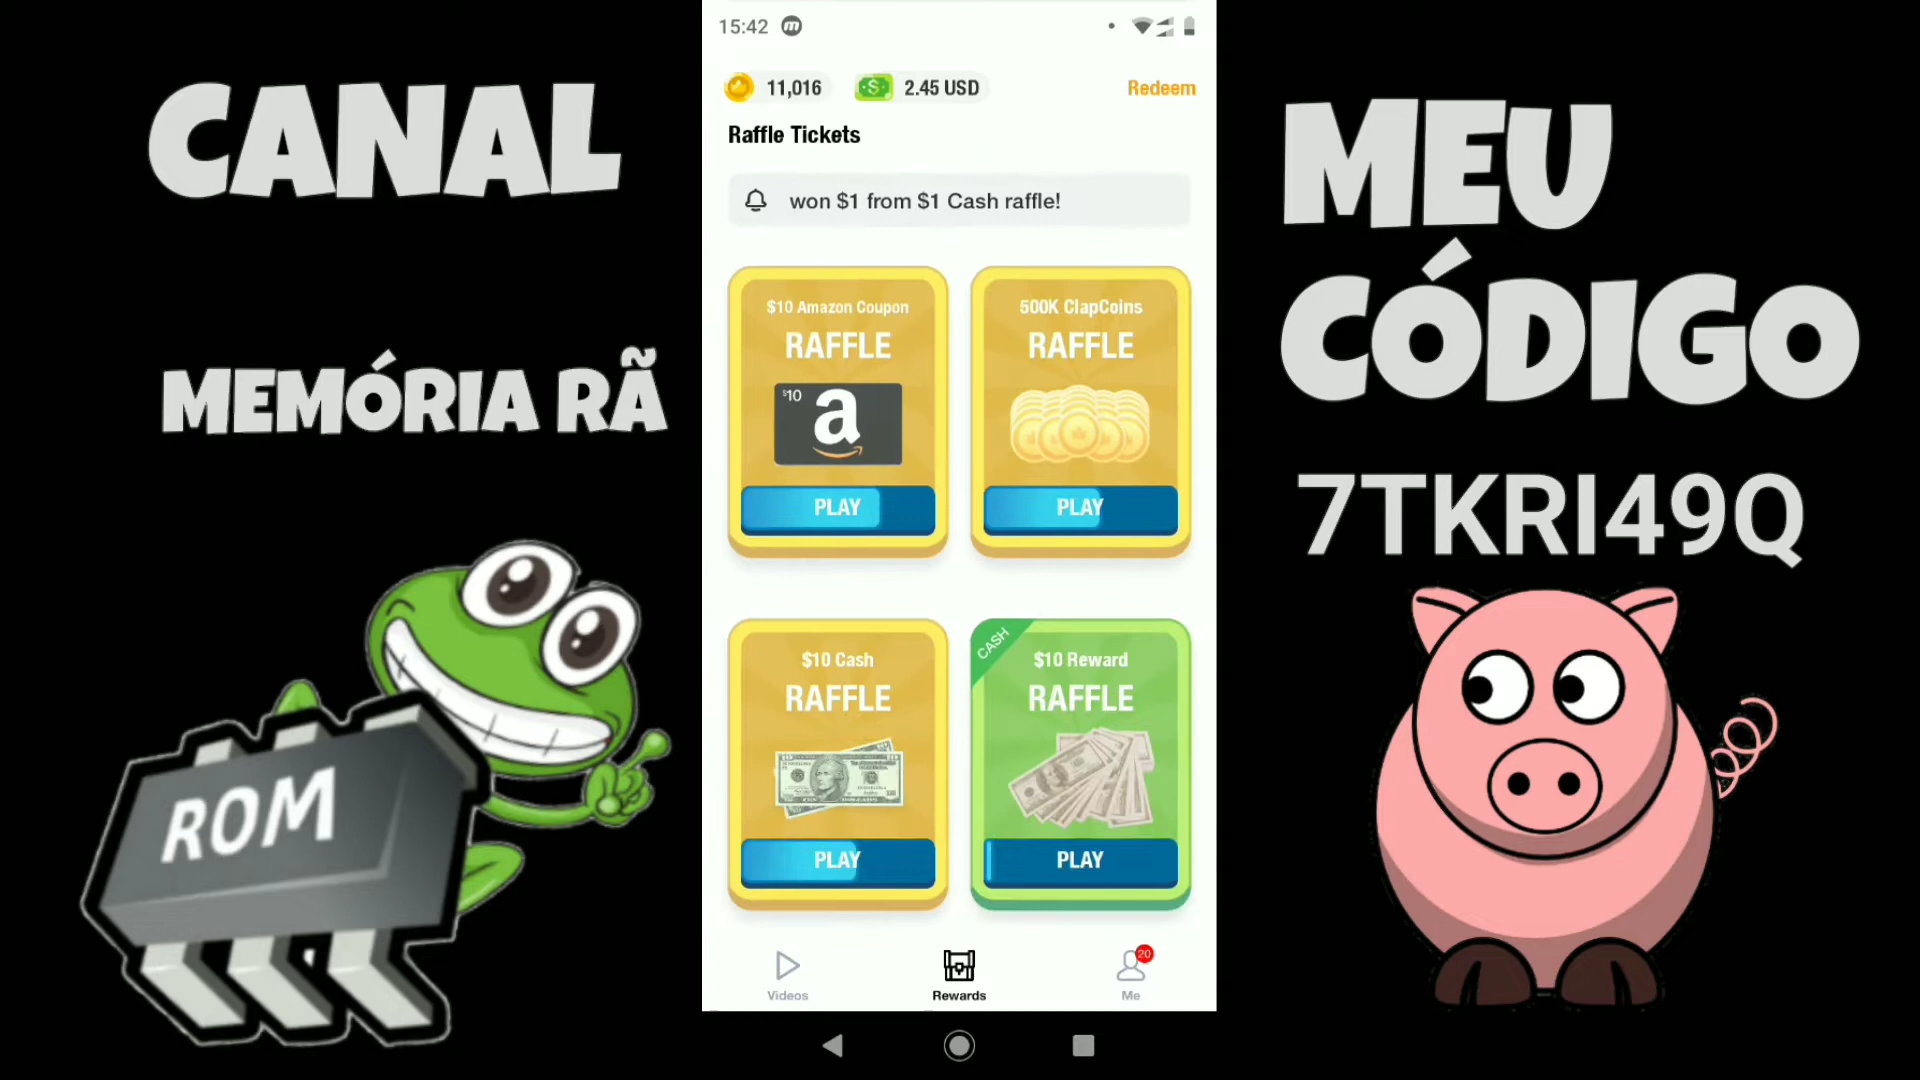 CANAL
MEMÓRIA RÃ
ROM
15:42
11,016
2.45 USD
Redeem
Raffle Tickets
won $1 from $1 Cash raffle!
$10 Amazon Coupon
RAFFLE
$10
a
PLAY
500K ClapCoins
RAFFLE
PLAY
$10 Cash
RAFFLE
PLAY
CASH
$10 Reward
RAFFLE
PLAY
Videos
Rewards
20
Me
MEU
CÓDIGO
7TKRI49Q